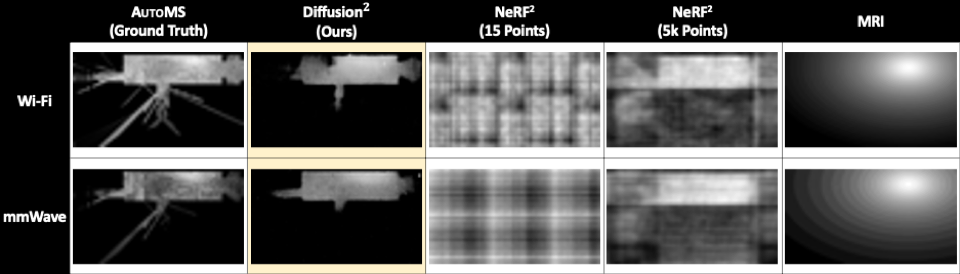 AUTOMS
(Ground Truth)
Diffusion²
(Ours)
NeRF²
(15 Points)
NeRF²
(5k Points)
MRI
Wi-Fi
mmWave